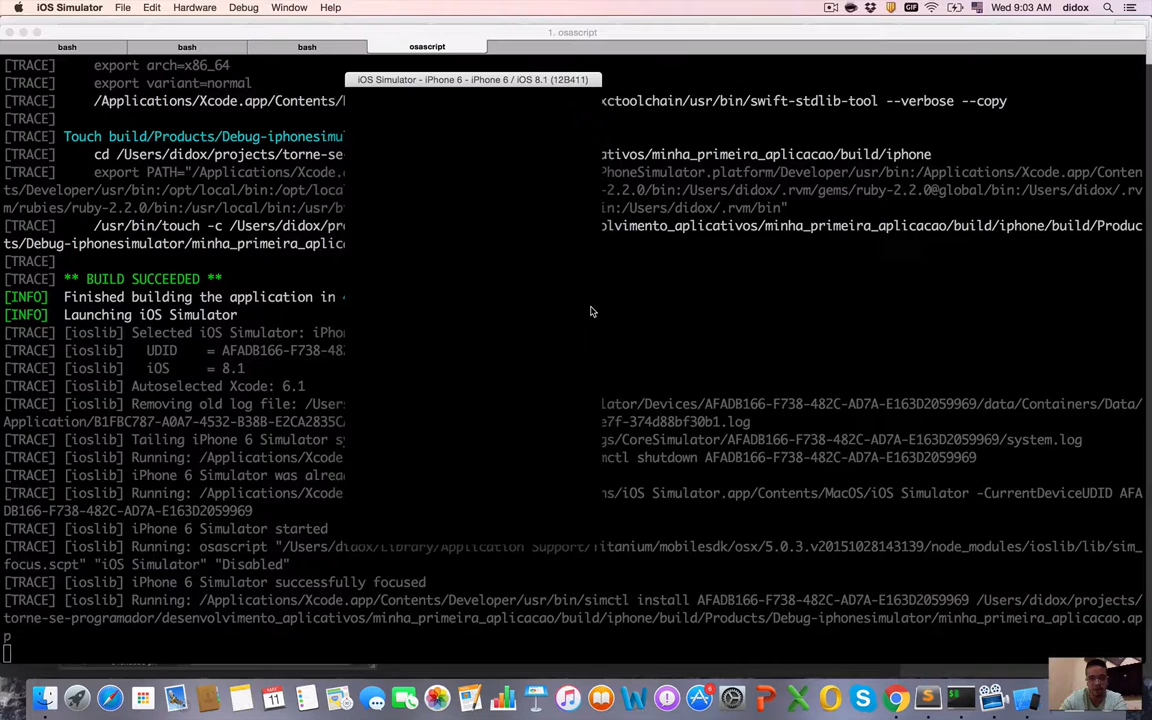 iOS Simulator File Edit Hardware Debug Window Help GIF Wed 9:03 AM didox
1. osascript
bash bash bash osascript
iOS Simulator - iPhone 6 - iPhone 6 / iOS 8.1 (12B411)
[TRACE] export arch=x86_64
[TRACE] export variant=normal
[TRACE] /Applications/Xcode.app/Contents/ xctoolchain/usr/bin/swift-stdlib-tool --verbose --copy
[TRACE]
[TRACE] Touch build/Products/Debug-iphonesimu
[TRACE] cd /Users/didox/projects/torne-se- ativos/minha_primeira_aplicacao/build/iphone
[TRACE] export PATH="/Applications/Xcode. PhoneSimulator.platform/Developer/usr/bin:/Applications/Xcode.app/Conten
ts/Developer/usr/bin:/opt/local/bin:/opt/loca -2.2.0/bin:/Users/didox/.rvm/gems/ruby-2.2.0@global/bin:/Users/didox/.rv
m/rubies/ruby-2.2.0/bin:/usr/local/bin:/usr/b in:/Users/didox/.rvm/bin"
[TRACE] /usr/bin/touch -c /Users/didox/pr olvimento_aplicativos/minha_primeira_aplicacao/build/iphone/build/Produc
ts/Debug-iphonesimulator/minha_primeira_aplic
[TRACE]
[TRACE] ** BUILD SUCCEEDED **
[INFO] Finished building the application in
[INFO] Launching iOS Simulator
[TRACE] [ioslib] Selected iOS Simulator: iPho
[TRACE] [ioslib] UDID = AFADB166-F738-482
[TRACE] [ioslib] iOS = 8.1
[TRACE] [ioslib] Autoselected Xcode: 6.1
[TRACE] [ioslib] Removing old log file: /User lator/Devices/AFADB166-F738-482C-AD7A-E163D2059969/data/Containers/Data/
Application/B1FBC787-A0A7-4532-B38B-E2CA2835C e7f-374d88bf30b1.log
[TRACE] [ioslib] Tailing iPhone 6 Simulator sy gs/CoreSimulator/AFADB166-F738-482C-AD7A-E163D2059969/system.log
[TRACE] [ioslib] Running: /Applications/Xcode mctl shutdown AFADB166-F738-482C-AD7A-E163D2059969
[TRACE] [ioslib] iPhone 6 Simulator was alrea
[TRACE] [ioslib] Running: /Applications/Xcode ns/iOS Simulator.app/Contents/MacOS/iOS Simulator -CurrentDeviceUDID AFA
DB166-F738-482C-AD7A-E163D2059969
[TRACE] [ioslib] iPhone 6 Simulator started
[TRACE] [ioslib] Running: osascript "/Users/didox/Library/Application Support/Titanium/mobilesdk/osx/5.0.3.v20151028143139/node_modules/ioslib/lib/sim_
focus.scpt" "iOS Simulator" "Disabled"
[TRACE] [ioslib] iPhone 6 Simulator successfully focused
[TRACE] [ioslib] Running: /Applications/Xcode.app/Contents/Developer/usr/bin/simctl install AFADB166-F738-482C-AD7A-E163D2059969 /Users/didox/projects/
torne-se-programador/desenvolvimento_aplicativos/minha_primeira_aplicacao/build/iphone/build/Products/Debug-iphonesimulator/minha_primeira_aplicacao.ap
p